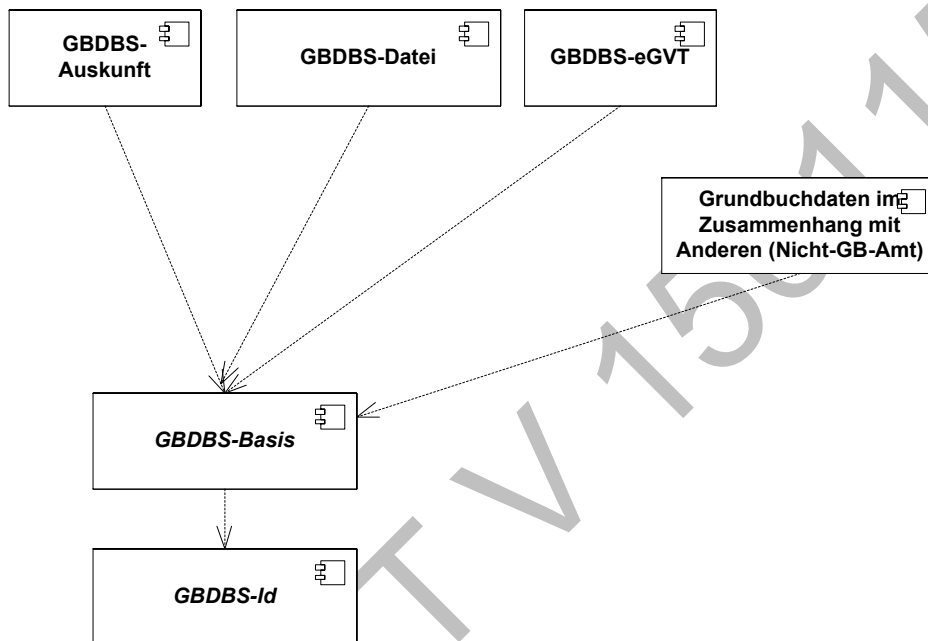 GBDBS-
Auskunft
GBDBS-Datei
GBDBS-eGVT
Grundbuchdaten im
Zusammenhang mit
Anderen (Nicht-GB-Amt)
GBDBS-Basis
GBDBS-Id